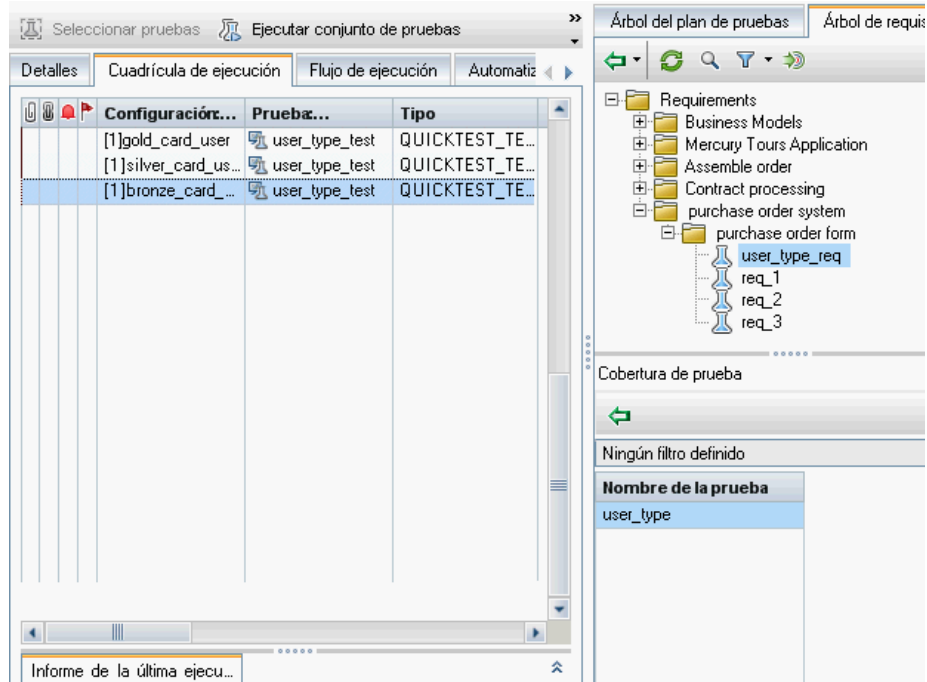 Seleccionar pruebas Ejecutar conjunto de pruebas »
Detalles Cuadrícula de ejecución Flujo de ejecución Automatiz
Configuración:... Prueba:... Tipo
[1]gold_card_user user_type_test QUICKTEST_TE...
[1]silver_card_us... user_type_test QUICKTEST_TE...
[1]bronze_card_... user_type_test QUICKTEST_TE...
Informe de la última ejecu...
Árbol del plan de pruebas Árbol de requis
Requirements
Business Models
Mercury Tours Application
Assemble order
Contract processing
purchase order system
purchase order form
user_type_req
req_1
req_2
req_3
Cobertura de prueba
Ningún filtro definido
Nombre de la prueba
user_type